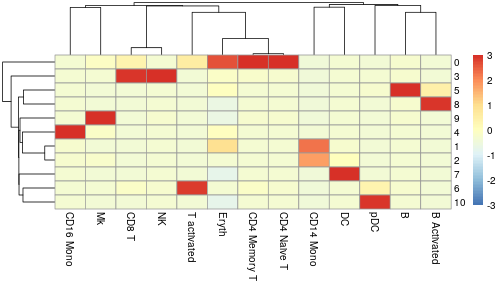 0
3
5
8
9
4
1
2
7
6
10
CD16 Mono
Mk
CD8 T
NK
T activated
Eryth
CD4 Memory T
CD4 Naive T
CD14 Mono
DC
pDC
B
B Activated
3
2
1
0
-1
-2
-3